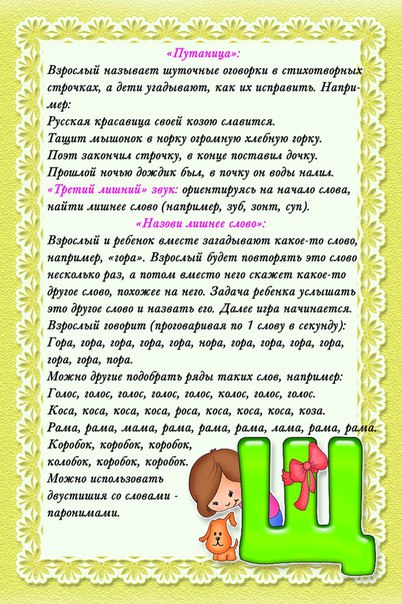 «Путаница»:
Взрослый называет шуточные оговорки в стихотворных
строчках, а дети угадывают, как их исправить. Напри-
мер:
Русская красавица своей козою славится.
Тащит мышонок в норку огромную хлебную горку.
Поэт закончил строчку, в конце поставил дочку.
Прошлой ночью дождик был, в почку он воды налил.
«Третий лишний» звук: ориентируясь на начало слова,
найти лишнее слово (например, зуб, зонт, суп).
«Назови лишнее слово»:
Взрослый и ребенок вместе загадывают какое-то слово,
например, «гора». Взрослый будет повторять это слово
несколько раз, а потом вместо него скажет какое-то
другое слово, похожее на него. Задача ребенка услышать
это другое слово и назвать его. Далее игра начинается.
Взрослый говорит (проговаривая по 1 слову в секунду):
Гора, гора, гора, гора, нора, гора, гора, гора, гора,
гора, гора, пора.
Можно другие подобрать ряды таких слов, например:
Голос, голос, голос, голос, голос, колос, голос, голос.
Коса, коса, коса, коса, роса, коса, коса, коса, коза.
Рама, рама, мама, рама, рама, рама, лама, рама, рама.
Коробок, коробок, коробок,
колобок, коробок, коробок.
Можно использовать
двустишия со словами -
паронимами.
Щ